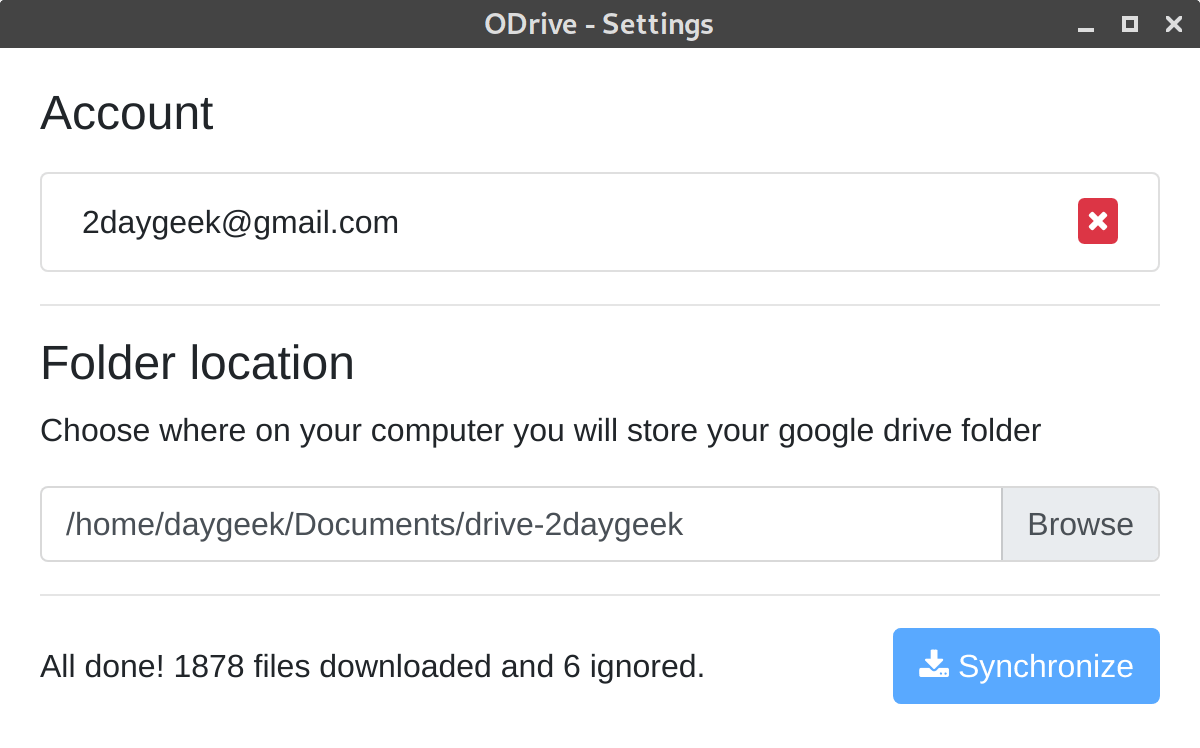 ODrive - Settings
Account
2daygeek@gmail.com
Folder location
Choose where on your computer you will store your google drive folder
/home/daygeek/Documents/drive-2daygeek
Browse
All done! 1878 files downloaded and 6 ignored.
Synchronize